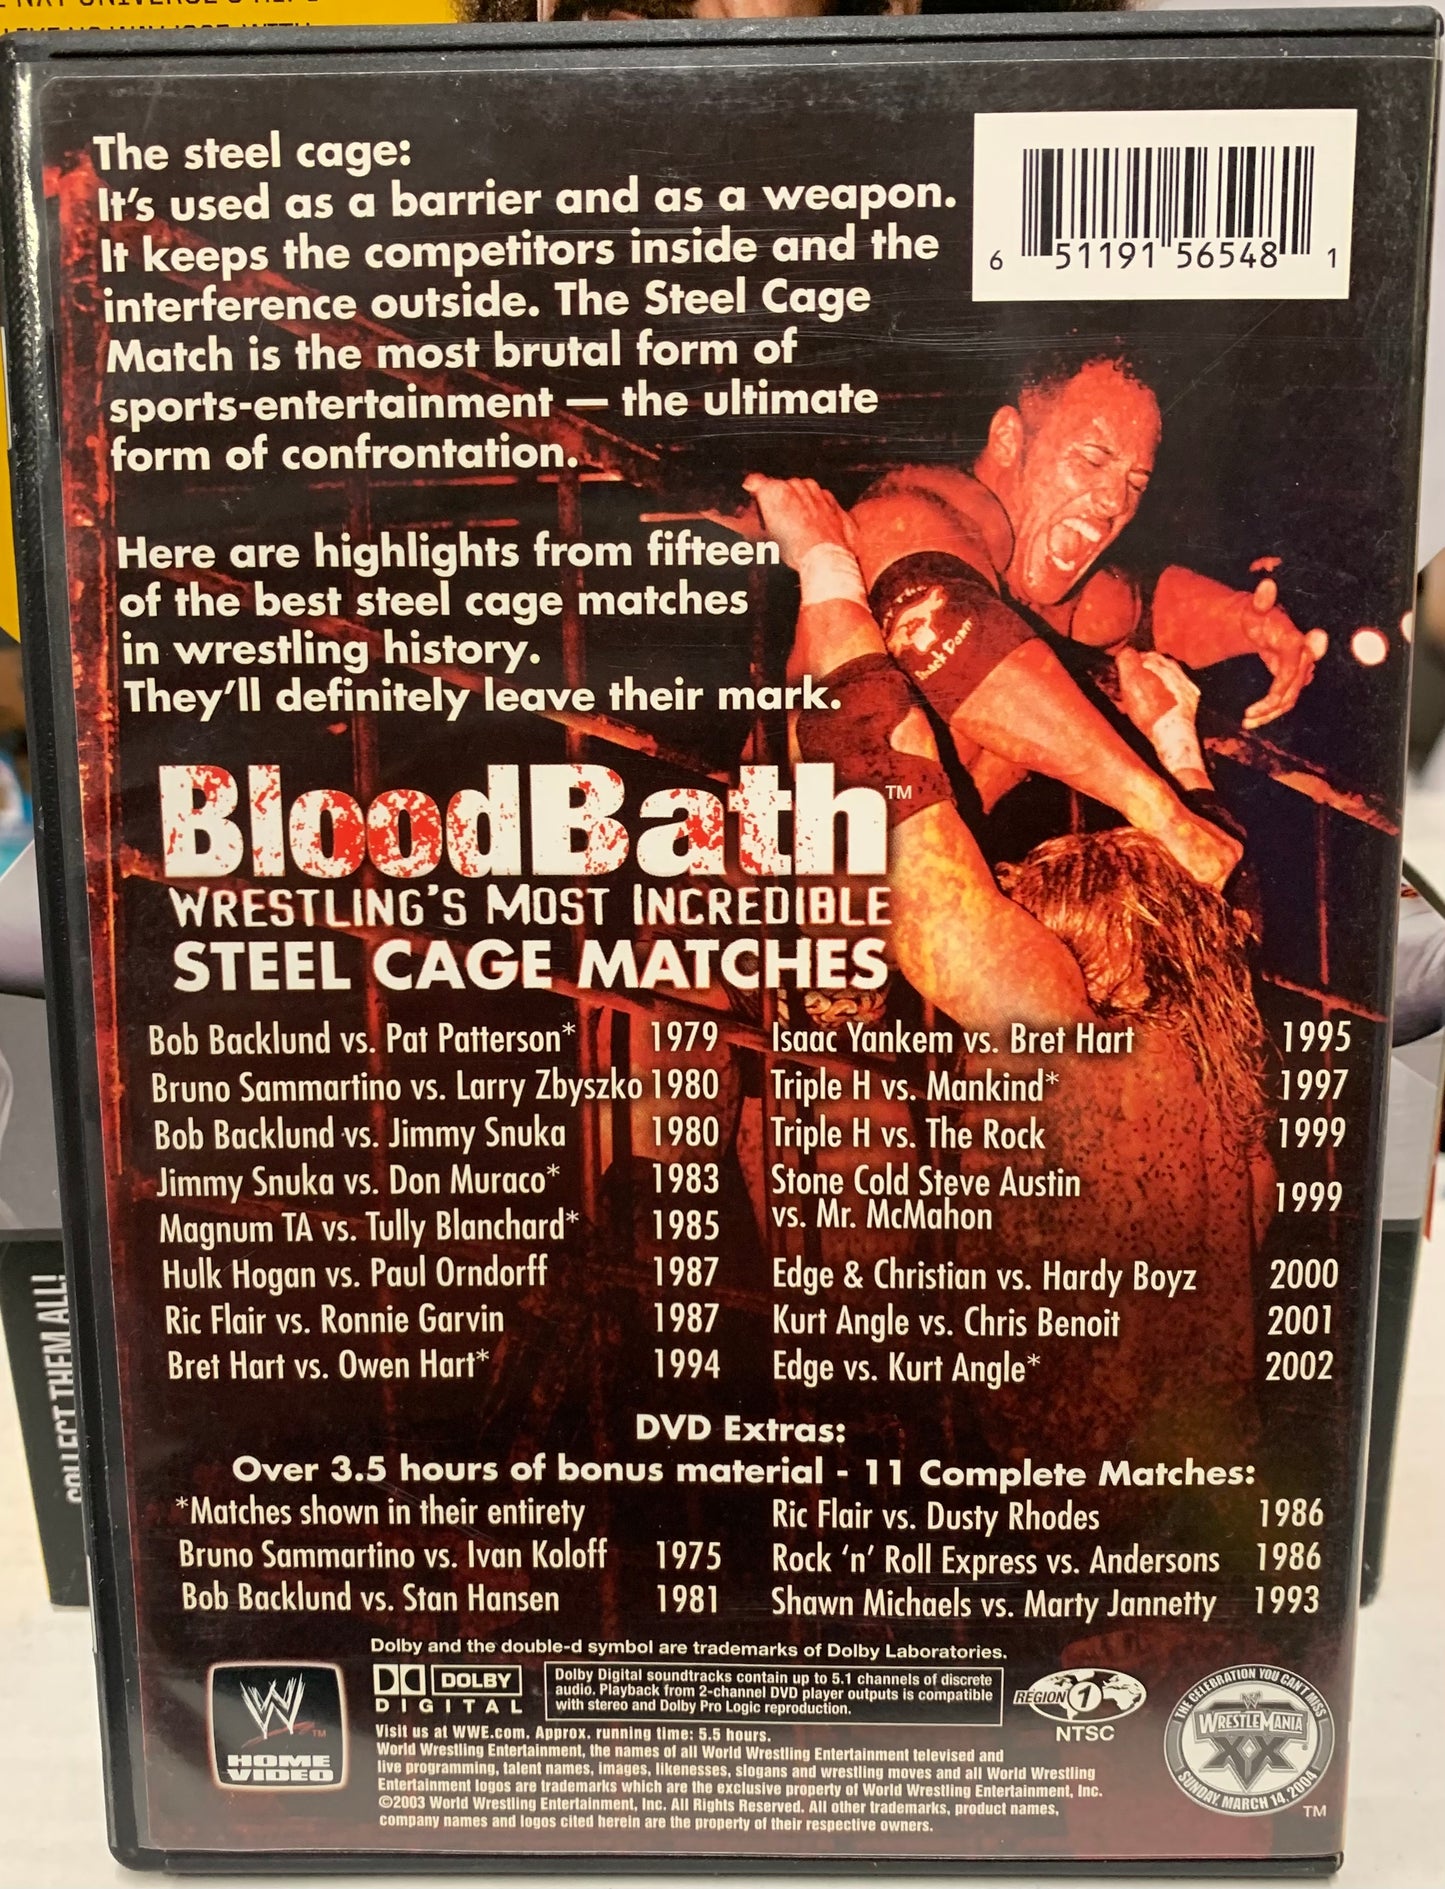 The steel cage:
It's used as a barrier and as a weapon.
It keeps the competitors inside and the
interference outside. The Steel Cage
Match is the most brutal form of
sports-entertainment — the ultimate
form of confrontation.
6 51191 56548 1
Here are highlights from fifteen
of the best steel cage matches
in wrestling history.
They'll definitely leave their mark.
BloodBath™
WRESTLING'S MOST INCREDIBLE
STEEL CAGE MATCHES
Bob Backlund vs. Pat Patterson* 1979
Bruno Sammartino vs. Larry Zbyszko 1980
Bob Backlund vs. Jimmy Snuka 1980
Jimmy Snuka vs. Don Muraco* 1983
Magnum TA vs. Tully Blanchard* 1985
Hulk Hogan vs. Paul Orndorff 1987
Ric Flair vs. Ronnie Garvin 1987
Bret Hart vs. Owen Hart* 1994
Isaac Yankem vs. Bret Hart 1995
Triple H vs. Mankind* 1997
Triple H vs. The Rock 1999
Stone Cold Steve Austin
vs. Mr. McMahon 1999
Edge & Christian vs. Hardy Boyz 2000
Kurt Angle vs. Chris Benoit 2001
Edge vs. Kurt Angle* 2002
DVD Extras:
Over 3.5 hours of bonus material - 11 Complete Matches:
*Matches shown in their entirety
Bruno Sammartino vs. Ivan Koloff 1975
Bob Backlund vs. Stan Hansen 1981
Ric Flair vs. Dusty Rhodes 1986
Rock 'n' Roll Express vs. Andersons 1986
Shawn Michaels vs. Marty Jannetty 1993
Dolby and the double-d symbol are trademarks of Dolby Laboratories.
DOLBY
DIGITAL
Dolby Digital soundtracks contain up to 5.1 channels of discrete
audio. Playback from 2-channel DVD player outputs is compatible
with stereo and Dolby Pro Logic reproduction.
REGION 1
NTSC
W™
HOME
VIDEO
Visit us at WWE.com. Approx. running time: 5.5 hours.
World Wrestling Entertainment, the names of all World Wrestling Entertainment televised and
live programming, talent names, images, likenesses, slogans and wrestling moves and all World Wrestling
Entertainment logos are trademarks which are the exclusive property of World Wrestling Entertainment, Inc.
©2003 World Wrestling Entertainment, Inc. All Rights Reserved. All other trademarks, product names,
company names and logos cited herein are the property of their respective owners.
THE CELEBRATION YOU CAN'T MISS
WRESTLEMANIA
XX
SUNDAY, MARCH 14, 2004
TM
COLLECT THEM ALL!